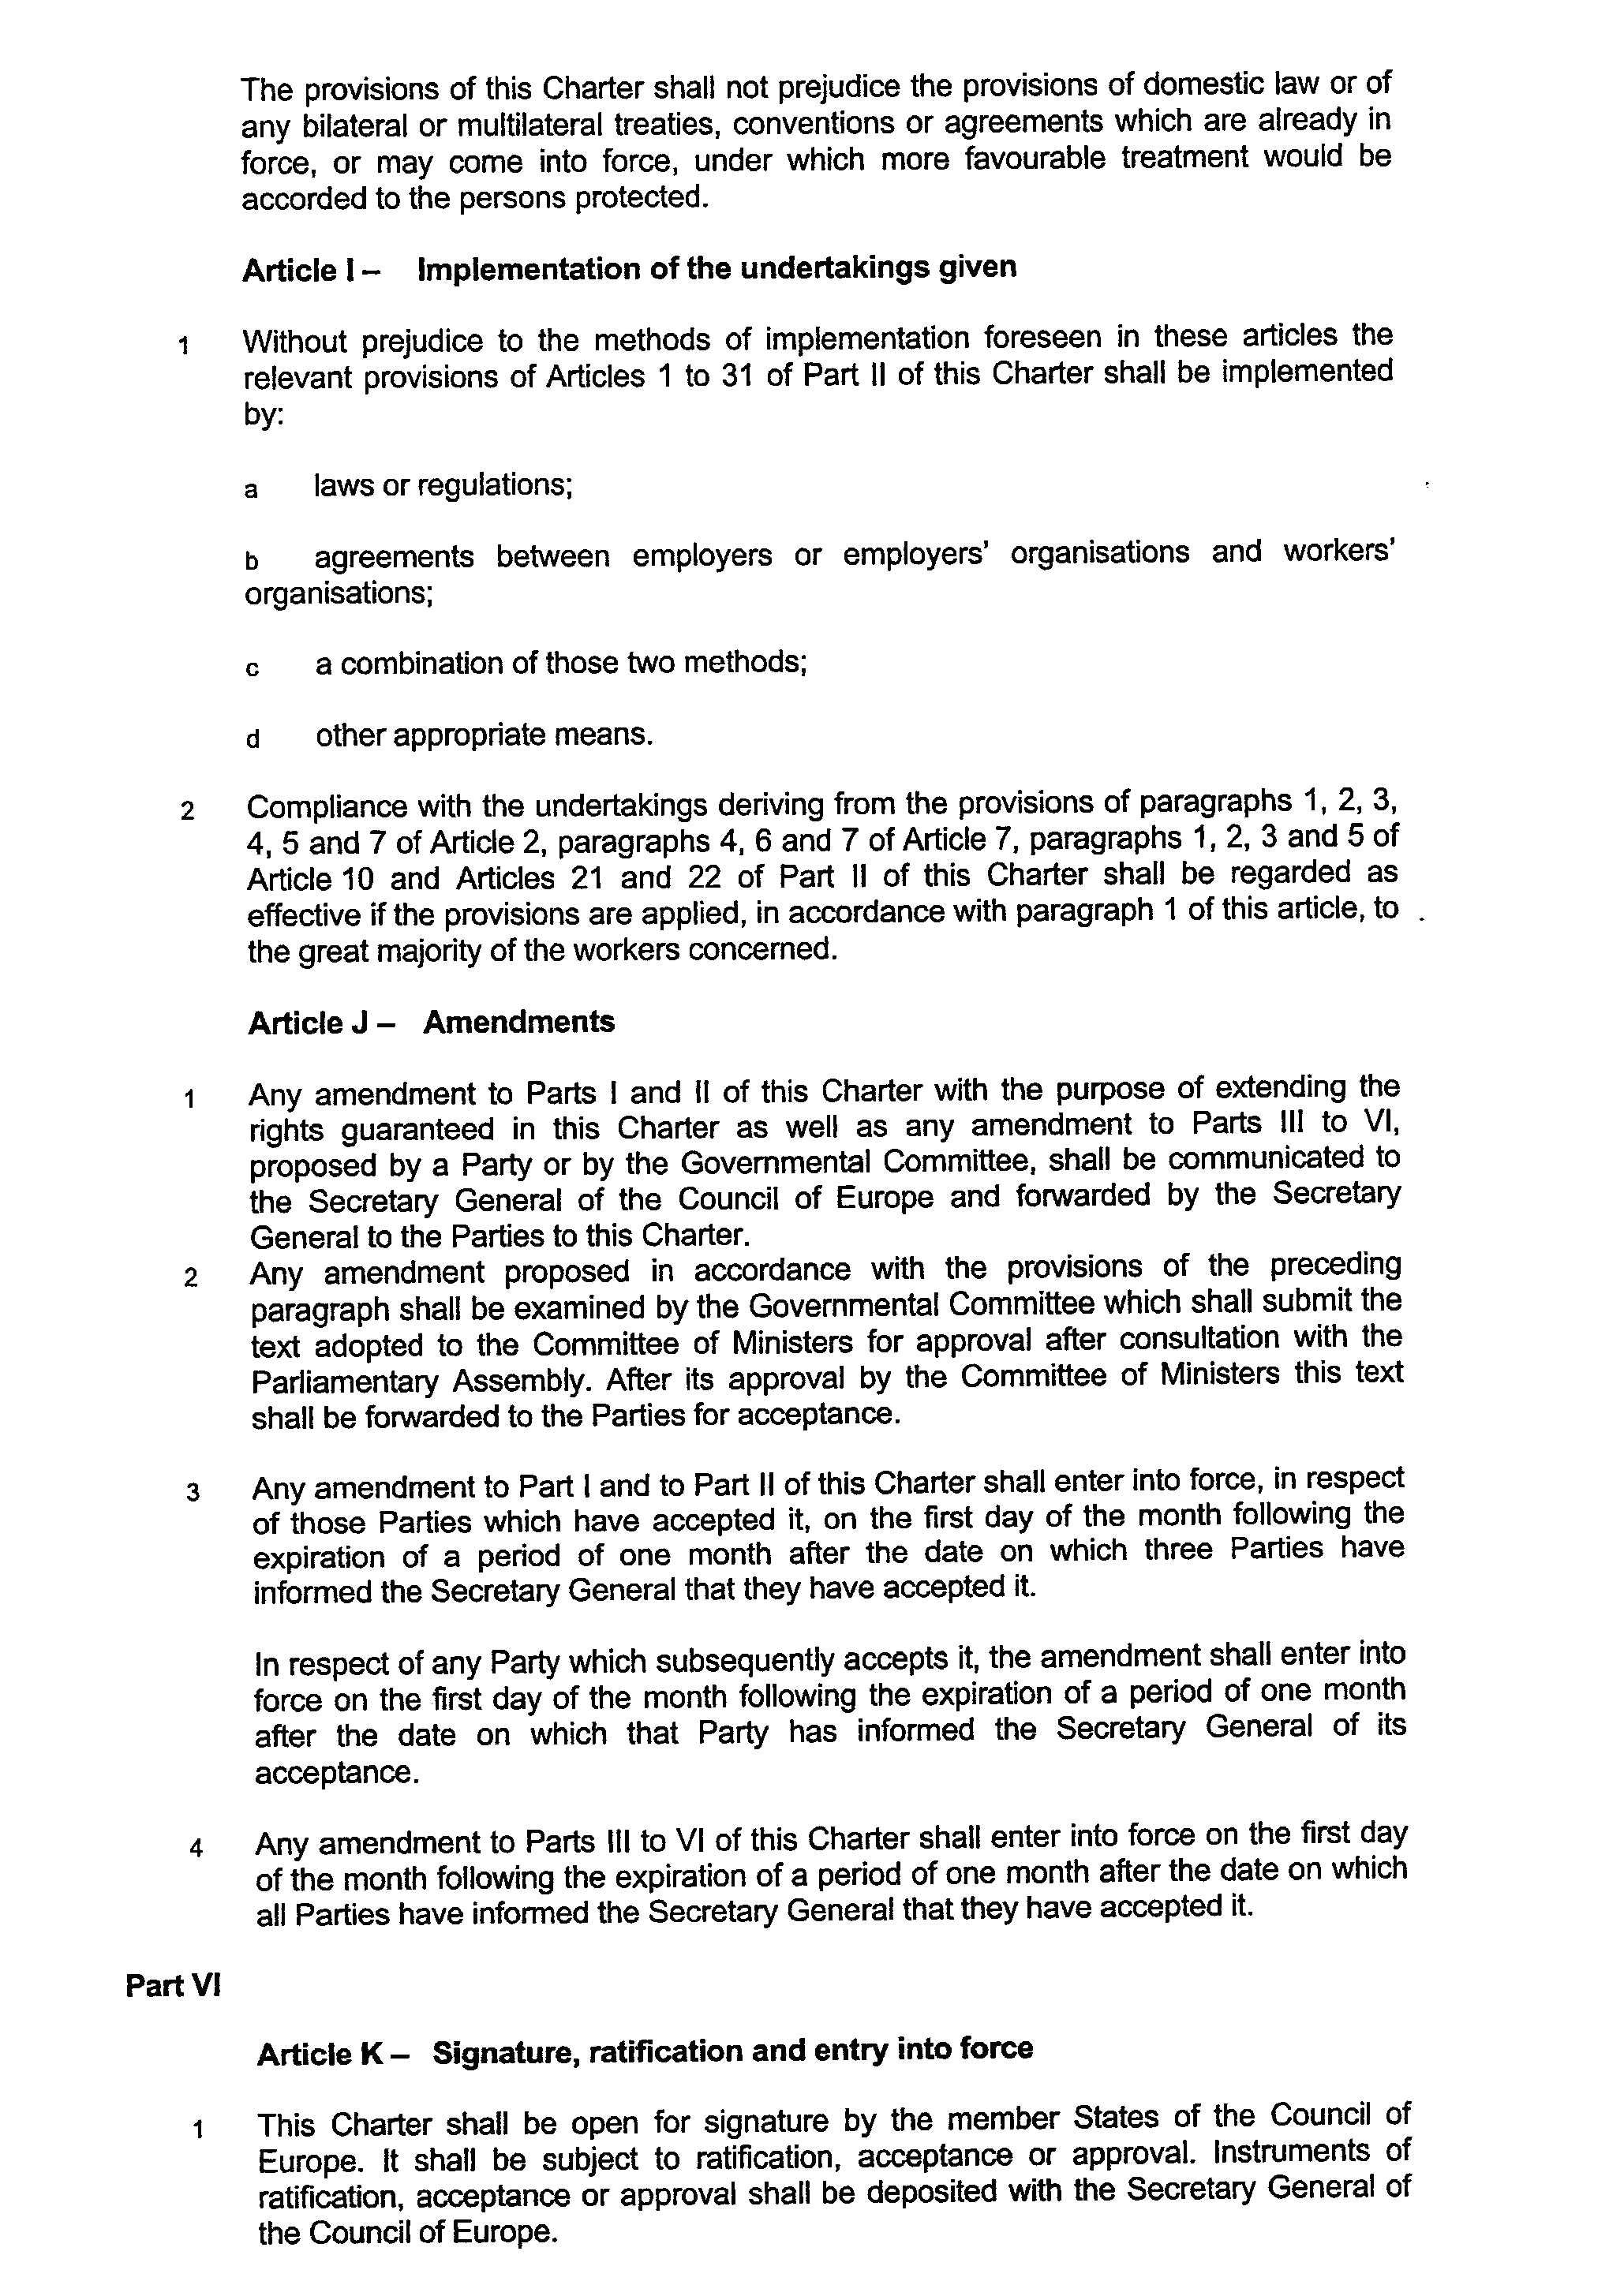 The provisions of this Charter shall not prejudice the provisions of domestic law or of
any bilateral or multilateral treaties, conventions or agreements which are already in
force, or may come into force, under which more favourable treatment would be
accorded to the persons protected.
Article I – Implementation of the undertakings given
1 Without prejudice to the methods of implementation foreseen in these articles the
relevant provisions of Articles 1 to 31 of Part II of this Charter shall be implemented
by:
a laws or regulations;
b agreements between employers or employers' organisations and workers'
organisations;
c a combination of those two methods;
d other appropriate means.
2 Compliance with the undertakings deriving from the provisions of paragraphs 1, 2, 3,
4, 5 and 7 of Article 2, paragraphs 4, 6 and 7 of Article 7, paragraphs 1, 2, 3 and 5 of
Article 10 and Articles 21 and 22 of Part II of this Charter shall be regarded as
effective if the provisions are applied, in accordance with paragraph 1 of this article, to
the great majority of the workers concerned.
Article J – Amendments
1 Any amendment to Parts I and II of this Charter with the purpose of extending the
rights guaranteed in this Charter as well as any amendment to Parts III to VI,
proposed by a Party or by the Governmental Committee, shall be communicated to
the Secretary General of the Council of Europe and forwarded by the Secretary
General to the Parties to this Charter.
2 Any amendment proposed in accordance with the provisions of the preceding
paragraph shall be examined by the Governmental Committee which shall submit the
text adopted to the Committee of Ministers for approval after consultation with the
Parliamentary Assembly. After its approval by the Committee of Ministers this text
shall be forwarded to the Parties for acceptance.
3 Any amendment to Part I and to Part II of this Charter shall enter into force, in respect
of those Parties which have accepted it, on the first day of the month following the
expiration of a period of one month after the date on which three Parties have
informed the Secretary General that they have accepted it.
In respect of any Party which subsequently accepts it, the amendment shall enter into
force on the first day of the month following the expiration of a period of one month
after the date on which that Party has informed the Secretary General of its
acceptance.
4 Any amendment to Parts III to VI of this Charter shall enter into force on the first day
of the month following the expiration of a period of one month after the date on which
all Parties have informed the Secretary General that they have accepted it.
Part VI
Article K – Signature, ratification and entry into force
1 This Charter shall be open for signature by the member States of the Council of
Europe. It shall be subject to ratification, acceptance or approval. Instruments of
ratification, acceptance or approval shall be deposited with the Secretary General of
the Council of Europe.